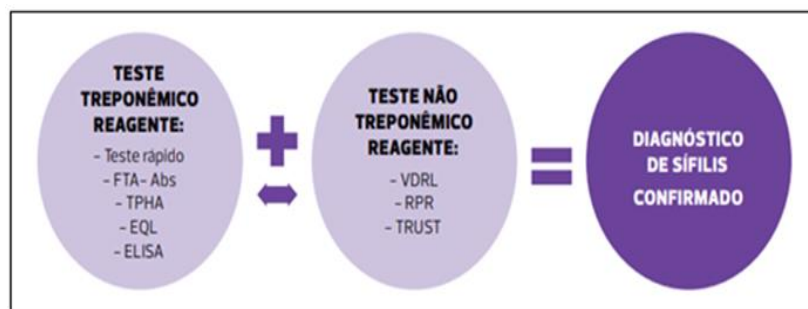 TESTE
TREPONÊMICO
REAGENTE:
– Teste rápido
– FTA– Abs
– TPHA
– EQL
– ELISA
TESTE NÃO
TREPONÊMICO
REAGENTE:
– VDRL
– RPR
– TRUST
DIAGNÓSTICO
DE SÍFILIS
CONFIRMADO